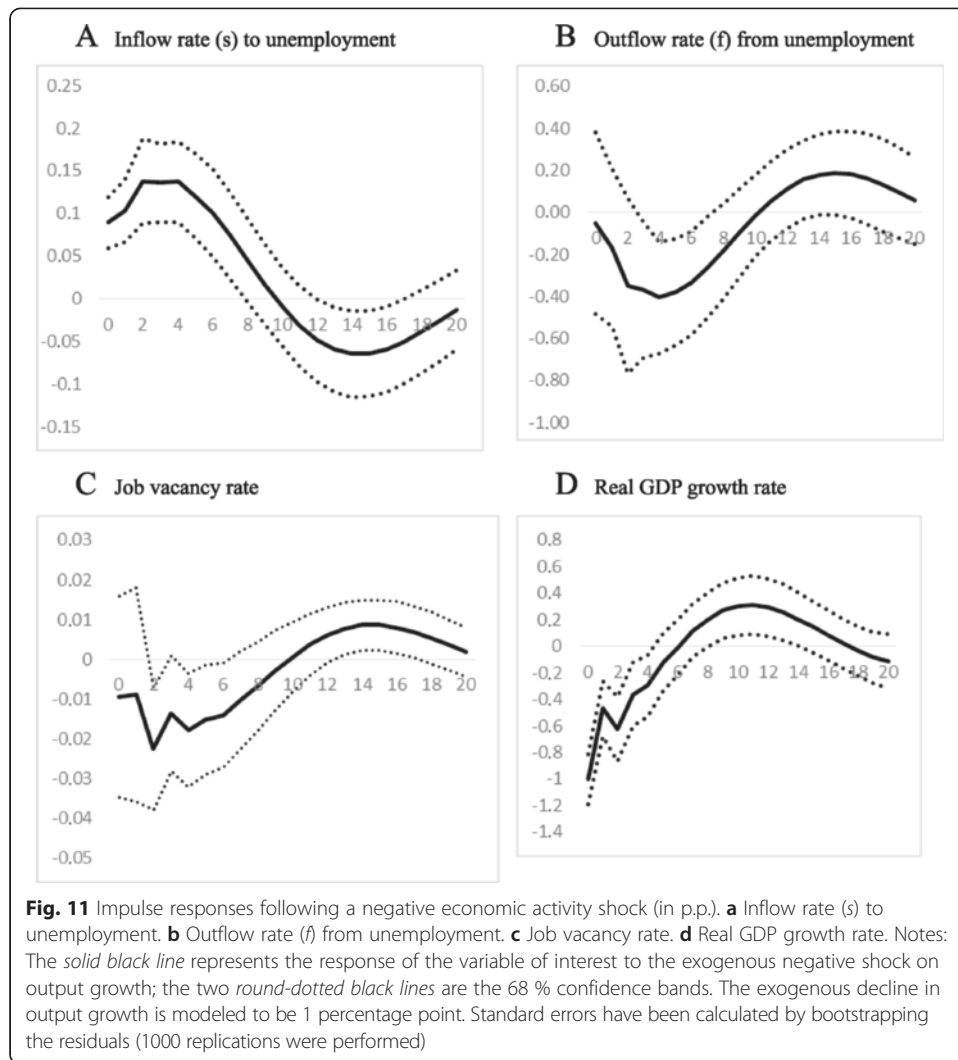 A Inflow rate (s) to unemployment
0.25
0.2
0.15
0.1
0.05
0
-0.05
-0.1
-0.15
0 2 4 6 8 10 12 14 16 18 20
B Outflow rate (f) from unemployment
0.60
0.40
0.20
0.00
-0.20
-0.40
-0.60
-0.80
-1.00
0 2 4 6 8 10 12 14 16 18 20
C Job vacancy rate
0.03
0.02
0.01
0
-0.01
-0.02
-0.03
-0.04
-0.05
0 2 4 6 8 10 12 14 16 18 20
D Real GDP growth rate
0.8
0.6
0.4
0.2
0
-0.2
-0.4
-0.6
-0.8
-1
-1.2
-1.4
0 2 4 6 8 10 12 14 16 18 20
Fig. 11 Impulse responses following a negative economic activity shock (in p.p.). a Inflow rate (s) to
unemployment. b Outflow rate (f) from unemployment. c Job vacancy rate. d Real GDP growth rate. Notes:
The solid black line represents the response of the variable of interest to the exogenous negative shock on
output growth; the two round-dotted black lines are the 68 % confidence bands. The exogenous decline in
output growth is modeled to be 1 percentage point. Standard errors have been calculated by bootstrapping
the residuals (1000 replications were performed)